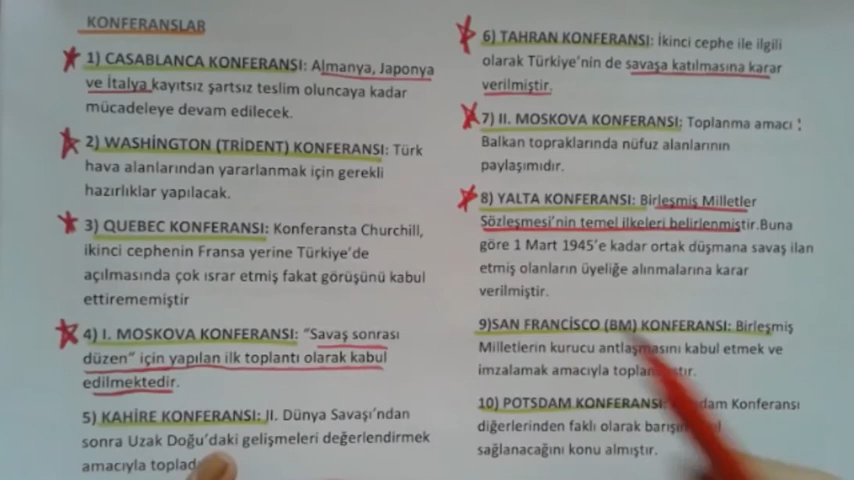 KONFERANSLAR
1) CASABLANCA KONFERANSI: Almanya, Japonya
ve İtalya kayıtsız şartsız teslim oluncaya kadar
mücadeleye devam edilecek.
2) WASHİNGTON (TRİDENT) KONFERANSI: Türk
hava alanlarından yararlanmak için gerekli
hazırlıklar yapılacak.
3) QUEBEC KONFERANSI: Konferansta Churchill,
ikinci cephenin Fransa yerine Türkiye'de
açılmasında çok ısrar etmiş fakat görüşünü kabul
ettirememiştir
4) I. MOSKOVA KONFERANSI: "Savaş sonrası
düzen" için yapılan ilk toplantı olarak kabul
edilmektedir.
5) KAHİRE KONFERANSI: II. Dünya Savaşı'ndan
sonra Uzak Doğu'daki gelişmeleri değerlendirmek
amacıyla
6) TAHRAN KONFERANSI: İkinci cephe ile ilgili
olarak Türkiye'nin de savaşa katılmasına karar
verilmiştir.
7) II. MOSKOVA KONFERANSI: Toplanma amacı :
Balkan topraklarında nüfuz alanlarının
paylaşımıdır.
8) YALTA KONFERANSI: Birleşmiş Milletler
Sözleşmesi'nin temel ilkeleri belirlenmiştir.Buna
göre 1 Mart 1945'e kadar ortak düşmana savaş ilan
etmiş olanların üyeliğe alınmalarına karar
verilmiştir.
9)SAN FRANCİSCO (BM) KONFERANSI: Birleşmiş
Milletlerin kurucu antlaşmasını kabul etmek ve
imzalamak amacıyla
10) POTSDAM KONFERANSI: Konferansı
diğerlerinden faklı olarak
sağlanacağını konu almıştır.